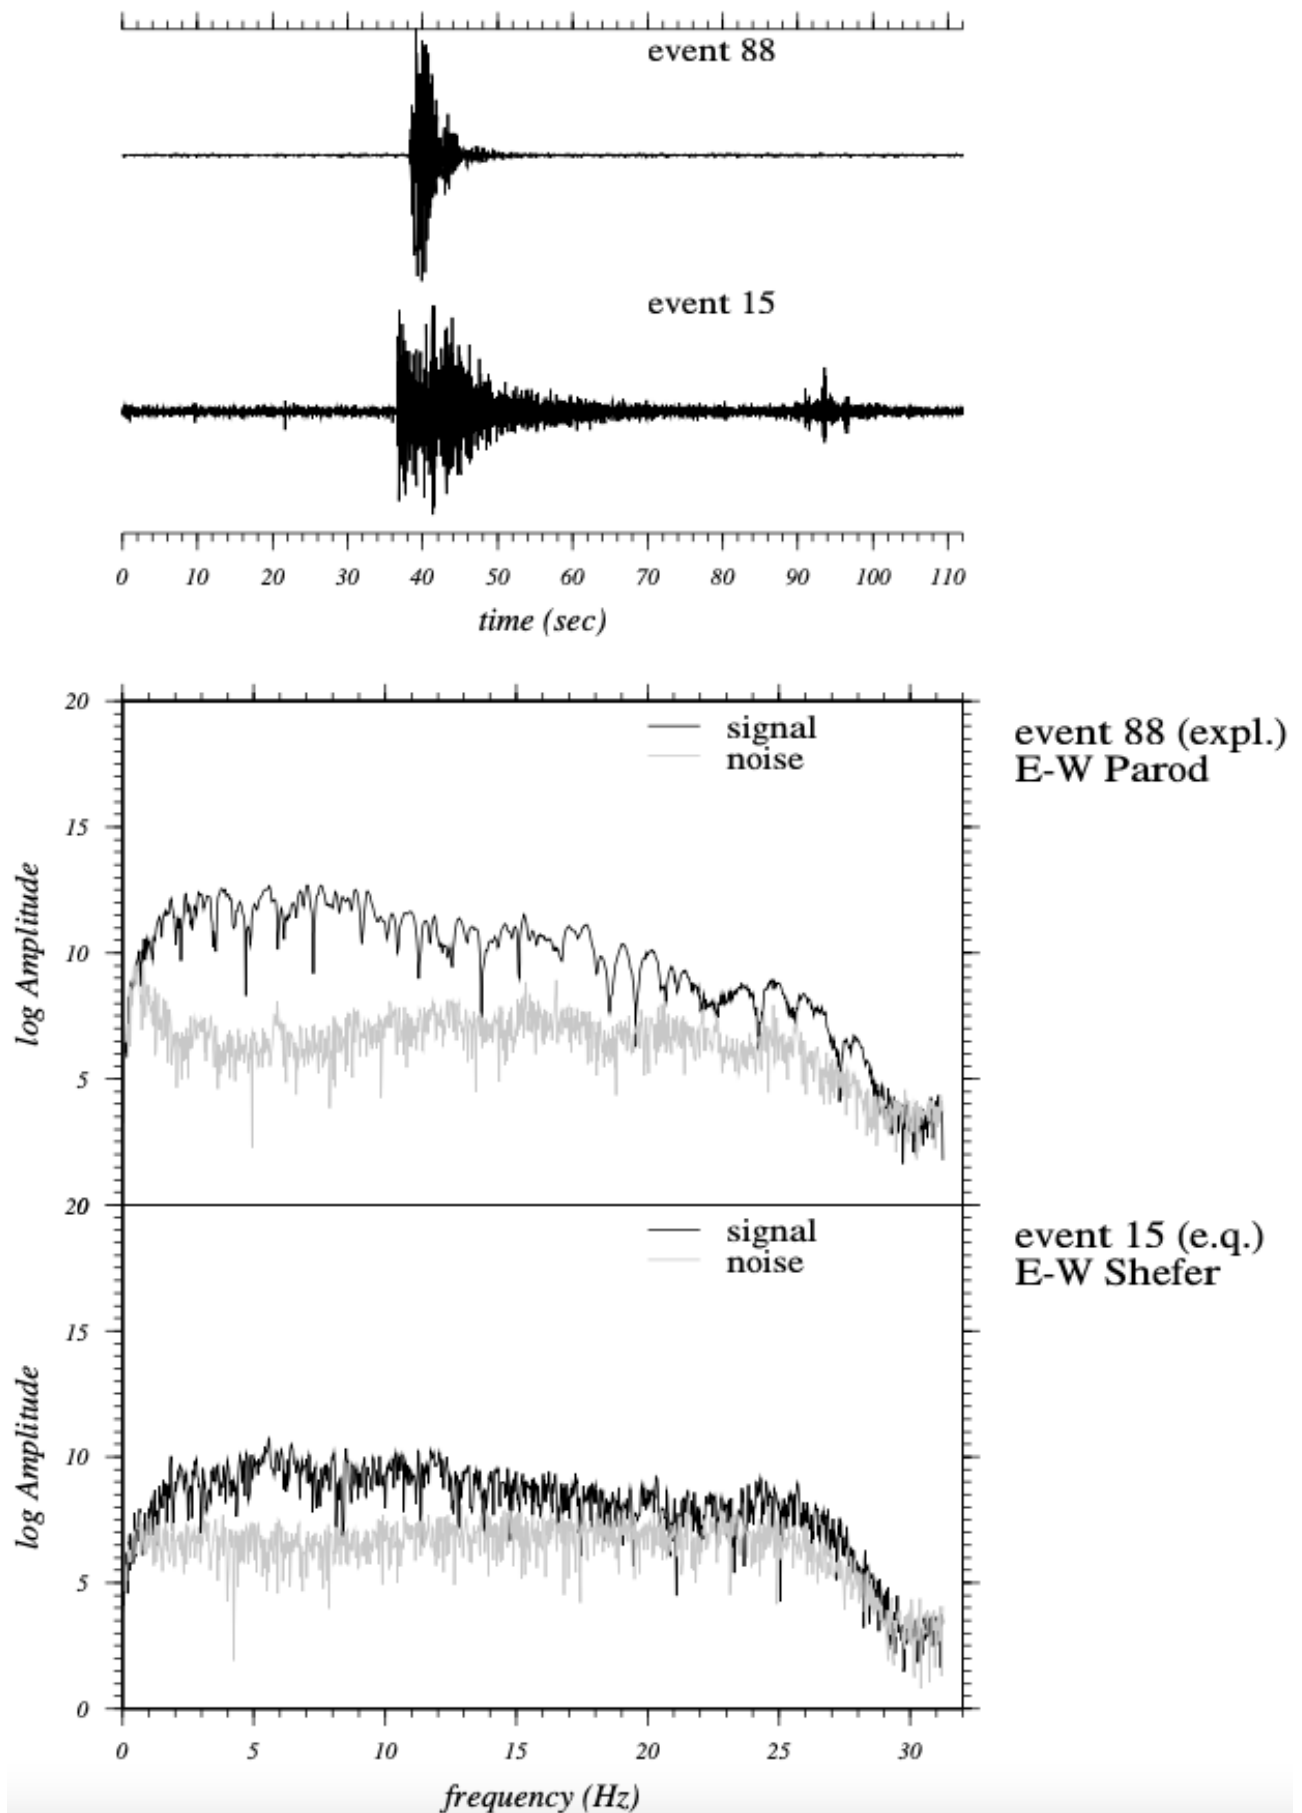 event 88
event 15
0 10 20 30 40 50 60 70 80 90 100 110
time (sec)
20
15
10
5
log Amplitude
signal
noise
event 88 (expl.)
E-W Parod
20
15
10
5
0
log Amplitude
signal
noise
event 15 (e.q.)
E-W Shefer
0 5 10 15 20 25 30
frequency (Hz)